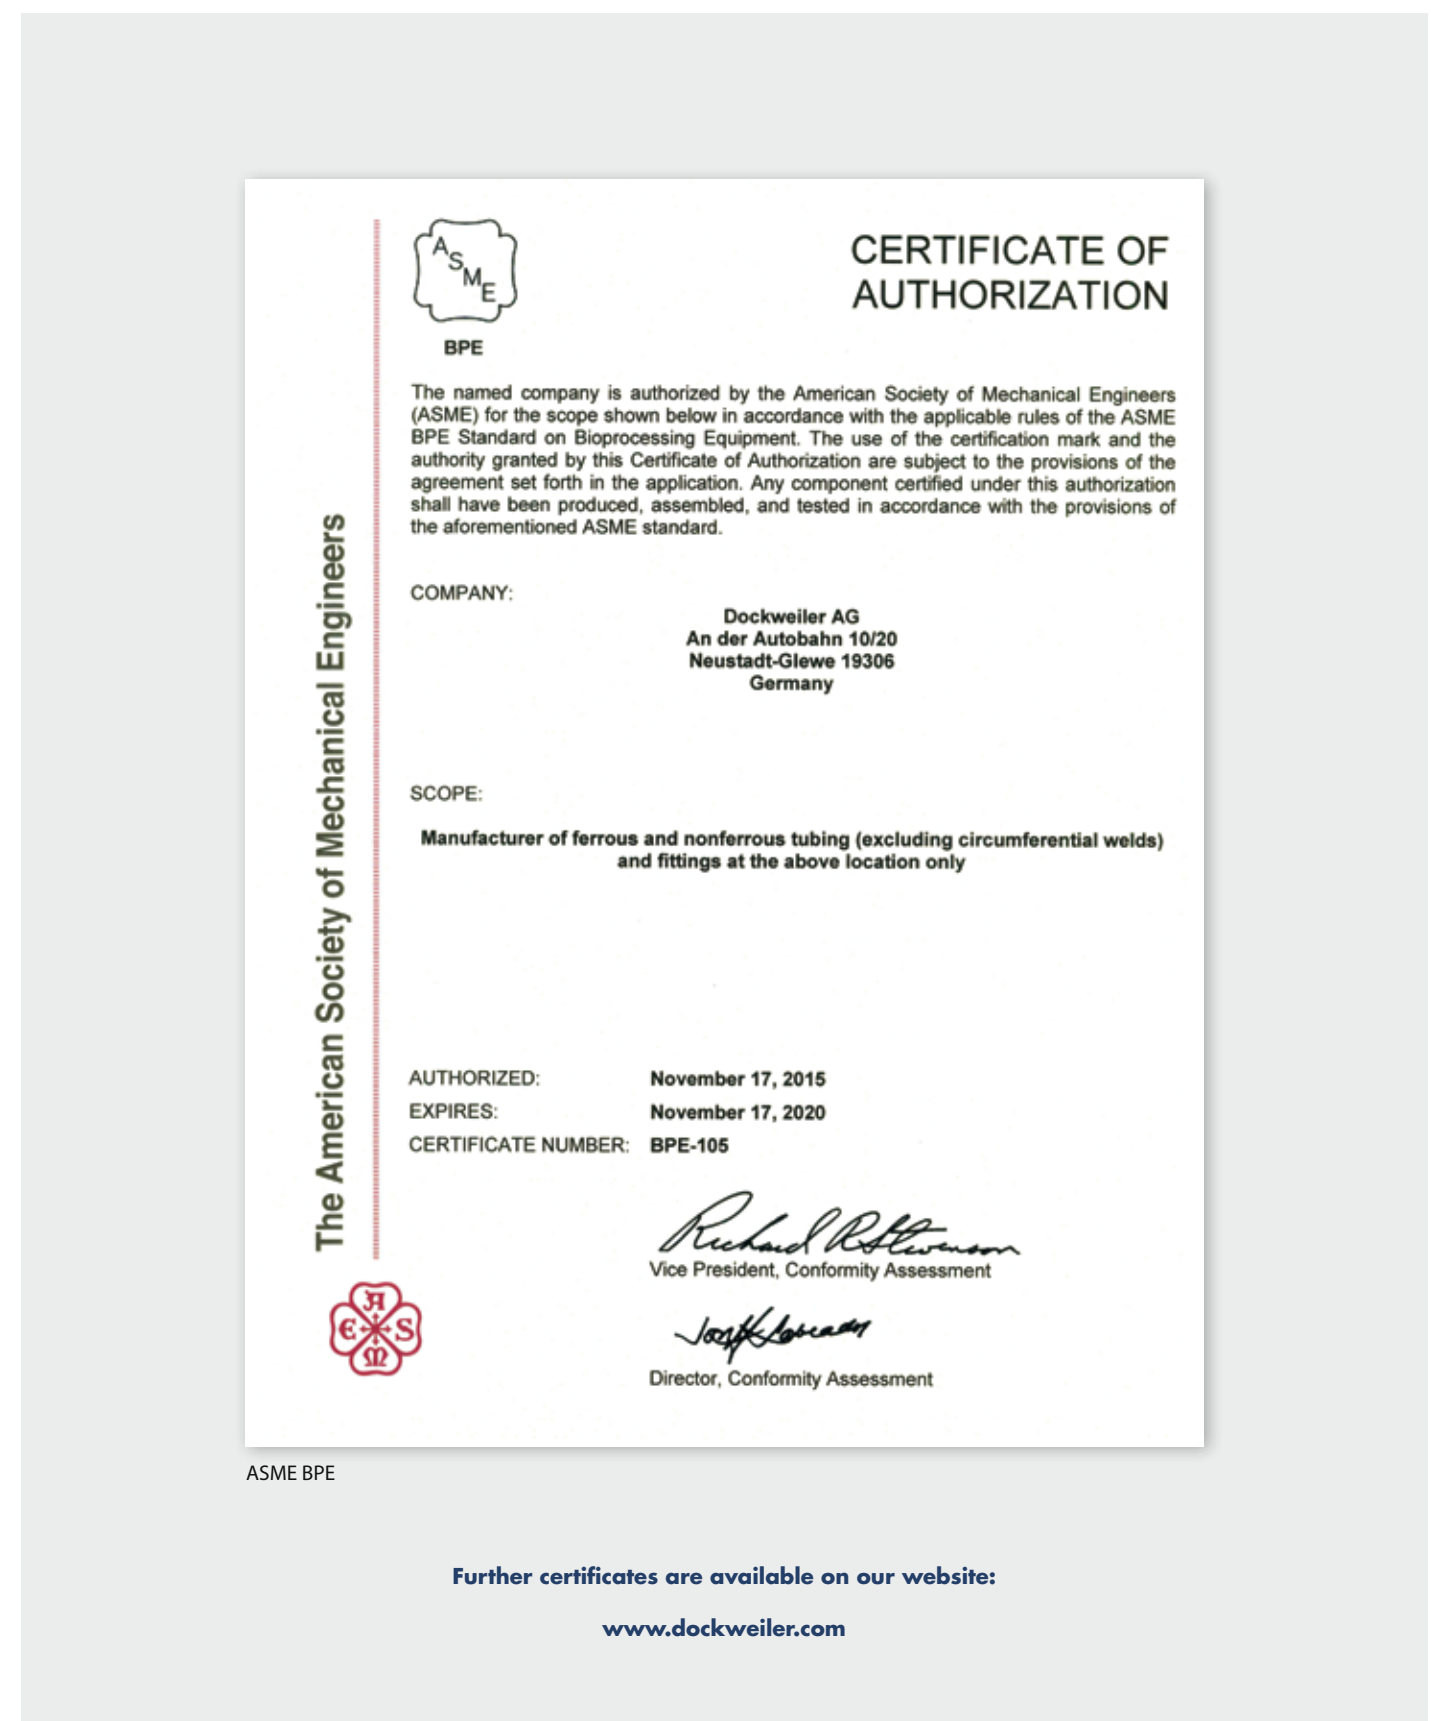 A
S
M
E
BPE
CERTIFICATE OF
AUTHORIZATION
The named company is authorized by the American Society of Mechanical Engineers
(ASME) for the scope shown below in accordance with the applicable rules of the ASME
BPE Standard on Bioprocessing Equipment. The use of the certification mark and the
authority granted by this Certificate of Authorization are subject to the provisions of the
agreement set forth in the application. Any component certified under this authorization
shall have been produced, assembled, and tested in accordance with the provisions of
the aforementioned ASME standard.
COMPANY:
Dockweiler AG
An der Autobahn 10/20
Neustadt-Glewe 19306
Germany
SCOPE:
Manufacturer of ferrous and nonferrous tubing (excluding circumferential welds)
and fittings at the above location only
AUTHORIZED: November 17, 2015
EXPIRES: November 17, 2020
CERTIFICATE NUMBER: BPE-105
Richard R Stevenson
Vice President, Conformity Assessment
Director, Conformity Assessment
The American Society of Mechanical Engineers
A
S
M
E
ASME BPE
Further certificates are available on our website:
www.dockweiler.com